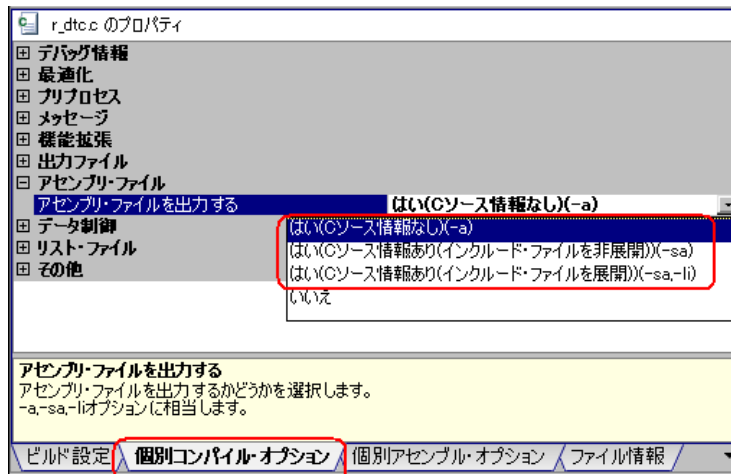 r_dtc.c のプロパティ
デバッグ情報
最適化
プリプロセス
メッセージ
機能拡張
出力ファイル
アセンブリ・ファイル
アセンブリ・ファイルを出力する はい(Cソース情報なし)(-a)
データ制御
はい(Cソース情報なし)(-a)
リスト・ファイル
はい(Cソース情報あり(インクルード・ファイルを非展開))(-sa)
その他
はい(Cソース情報あり(インクルード・ファイルを展開))(-sa,-li)
いいえ
アセンブリ・ファイルを出力する
アセンブリ・ファイルを出力するかどうかを選択します。
-a,-sa,-liオプションに相当します。
ビルド設定 個別コンパイル・オプション 個別アセンブル・オプション ファイル情報